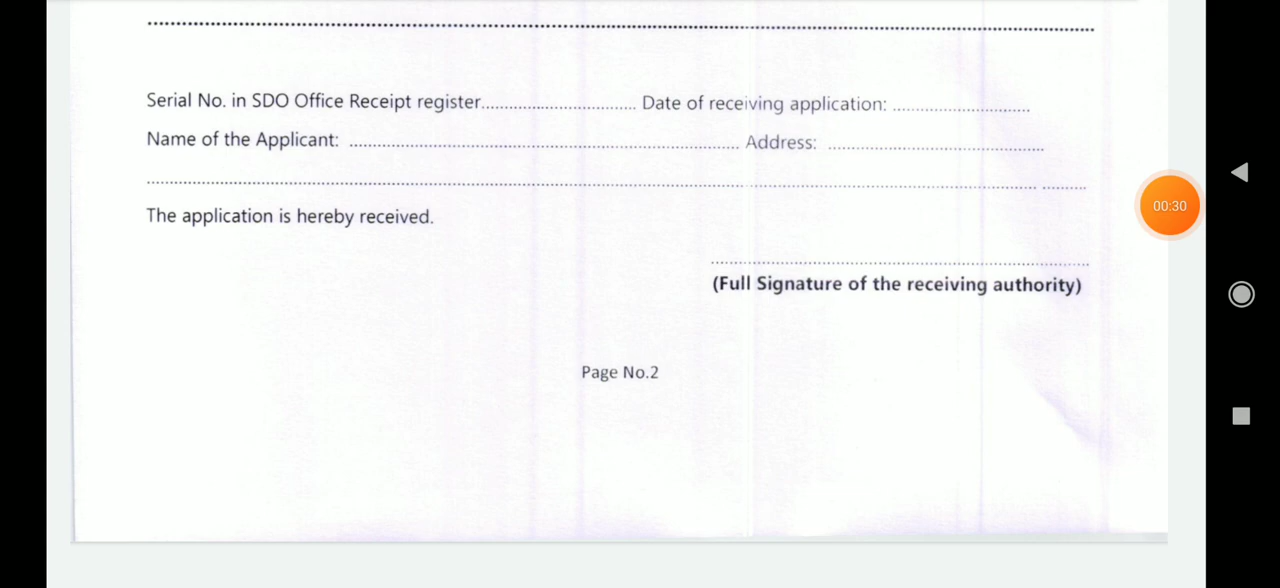 Serial No. in SDO Office Receipt register............................ Date of receiving application: .........................
Name of the Applicant: ....................................................................... Address: .......................................
................................................................................................................................................................... ........
The application is hereby received.
.....................................................................
(Full Signature of the receiving authority)
Page No.2
00:30